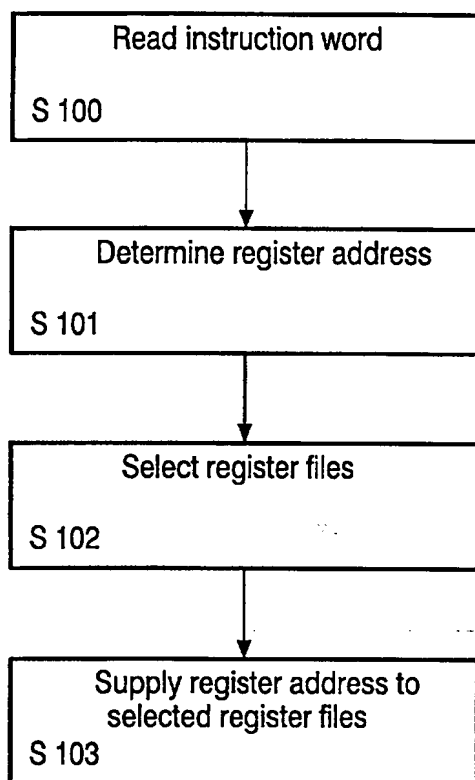 Read instruction word
S 100
Determine register address
S 101
Select register files
S 102
Supply register address to
selected register files
S 103